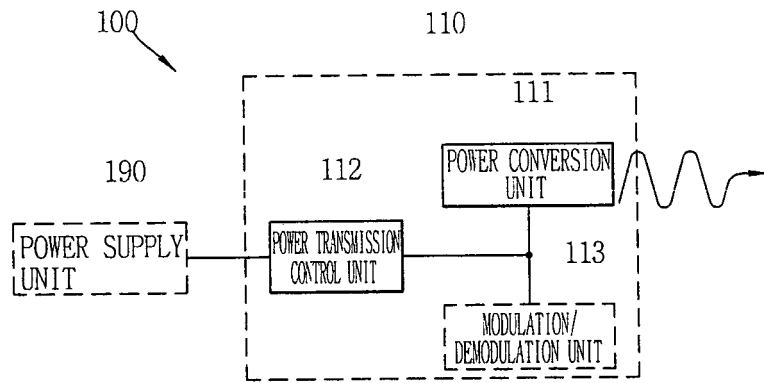 100
110
111
POWER CONVERSION
UNIT
190
112
POWER SUPPLY
UNIT
POWER TRANSMISSION
CONTROL UNIT
113
MODULATION/
DEMODULATION UNIT